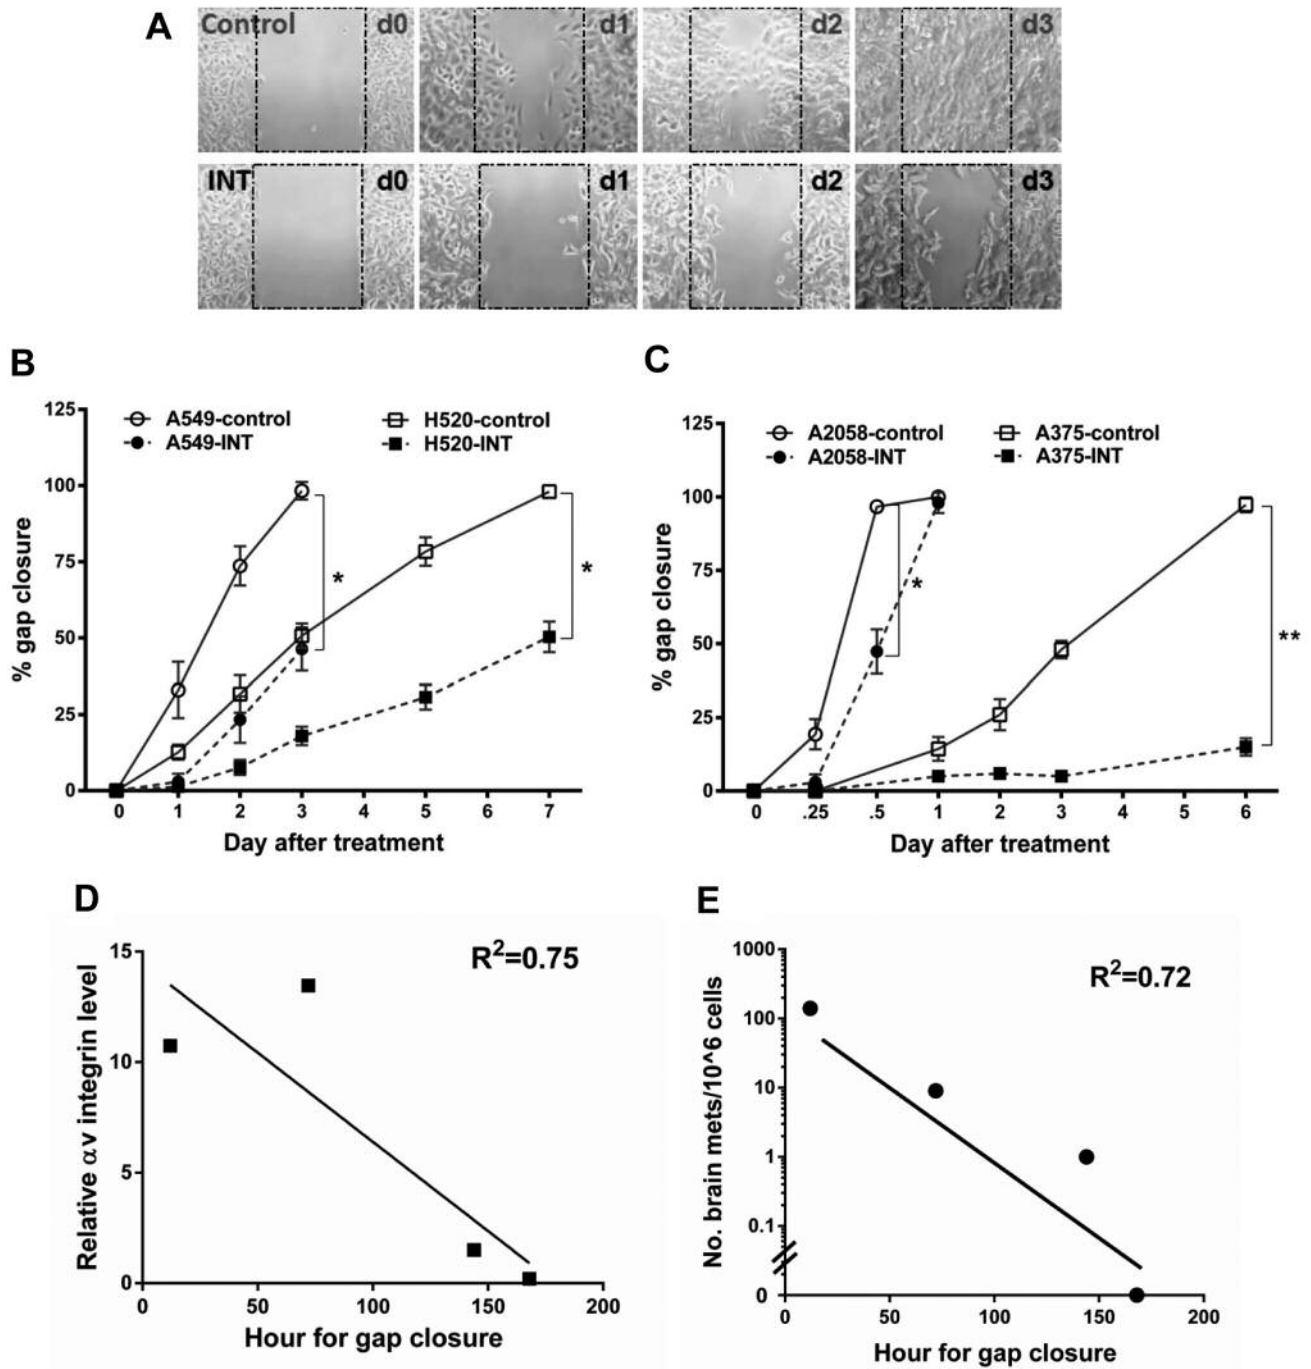 A
Control d0 d1 d2 d3
INT d0 d1 d2 d3
B
A549-control H520-control
A549-INT H520-INT
125
100
75
50
25
0
% gap closure
0 1 2 3 4 5 6 7
Day after treatment
*
*
C
A2058-control A375-control
A2058-INT A375-INT
125
100
75
50
25
0
% gap closure
0 .25 .5 1 2 3 4 5 6
Day after treatment
*
**
D
R²=0.75
15
10
5
0
Relative αv integrin level
0 50 100 150 200
Hour for gap closure
E
R²=0.72
1000
100
10
1
0.1
0
No. brain mets/10^6 cells
0 50 100 150 200
Hour for gap closure